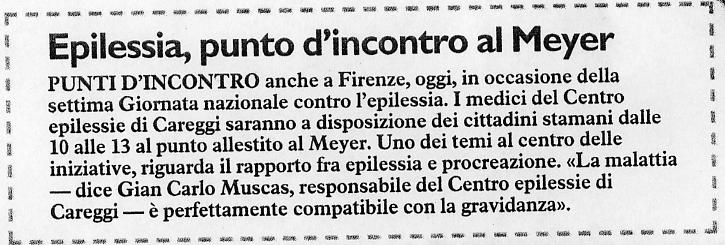 Epilessia, punto d'incontro al Meyer
PUNTI D'INCONTRO anche a Firenze, oggi, in occasione della
settima Giornata nazionale contro l'epilessia. I medici del Centro
epilessie di Careggi saranno a disposizione dei cittadini stamani dalle
10 alle 13 al punto allestito al Meyer. Uno dei temi al centro delle
iniziative, riguarda il rapporto fra epilessia e procreazione. «La malattia
— dice Gian Carlo Muscas, responsabile del Centro epilessie di
Careggi — è perfettamente compatibile con la gravidanza».